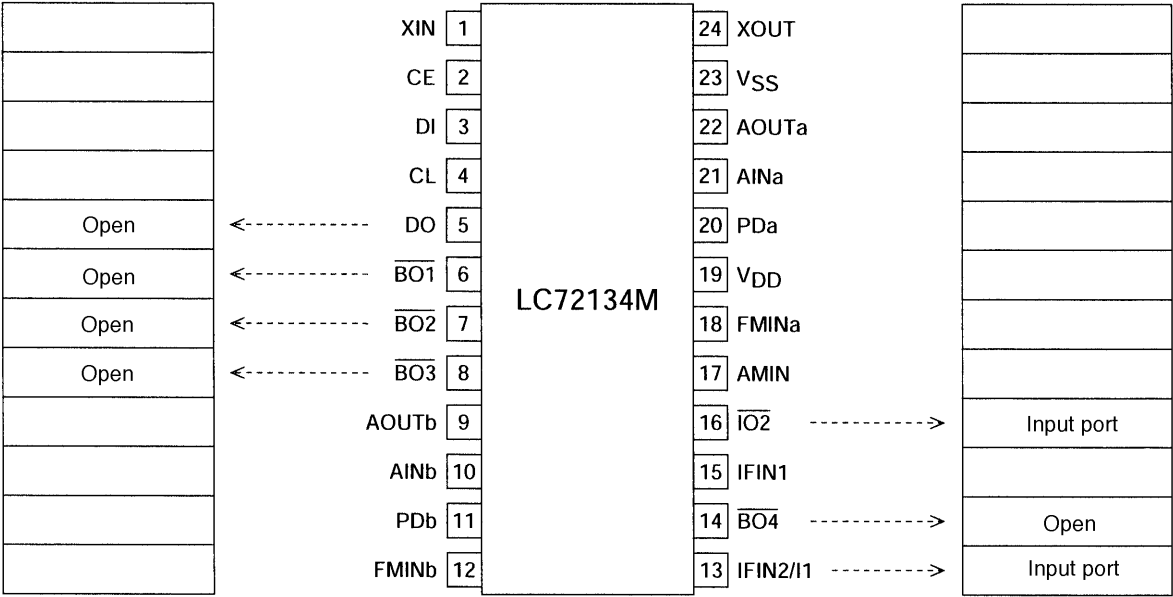 XIN 1 24 XOUT
CE 2 23 VSS
DI 3 22 AOUTa
CL 4 21 AINa
Open DO 5 20 PDa
Open BO1 6 19 VDD
LC72134M
Open BO2 7 18 FMINa
Open BO3 8 17 AMIN
AOUTb 9 16 IO2 Input port
AINb 10 15 IFIN1
PDb 11 14 BO4 Open
FMINb 12 13 IFIN2/I1 Input port